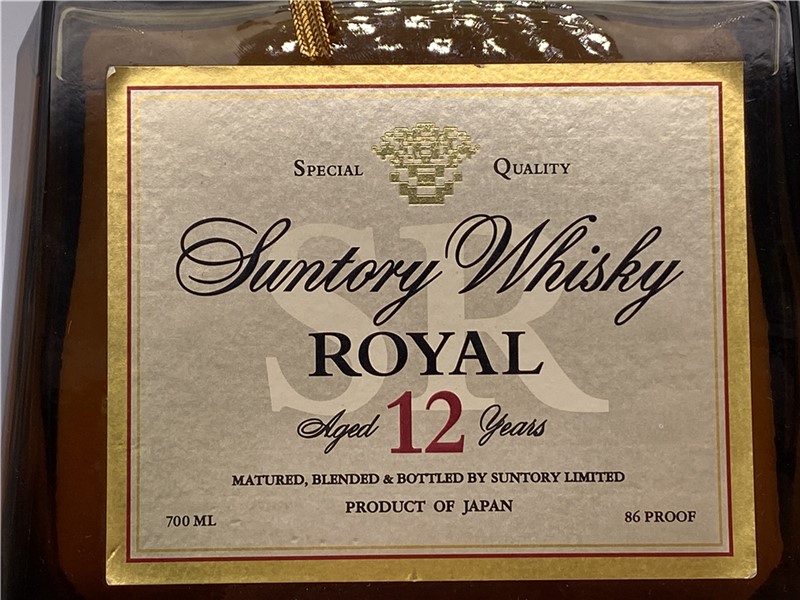 SPECIAL QUALITY
SR
Suntory Whisky
ROYAL
Aged 12 Years
MATURED, BLENDED & BOTTLED BY SUNTORY LIMITED
PRODUCT OF JAPAN
700 ML 86 PROOF